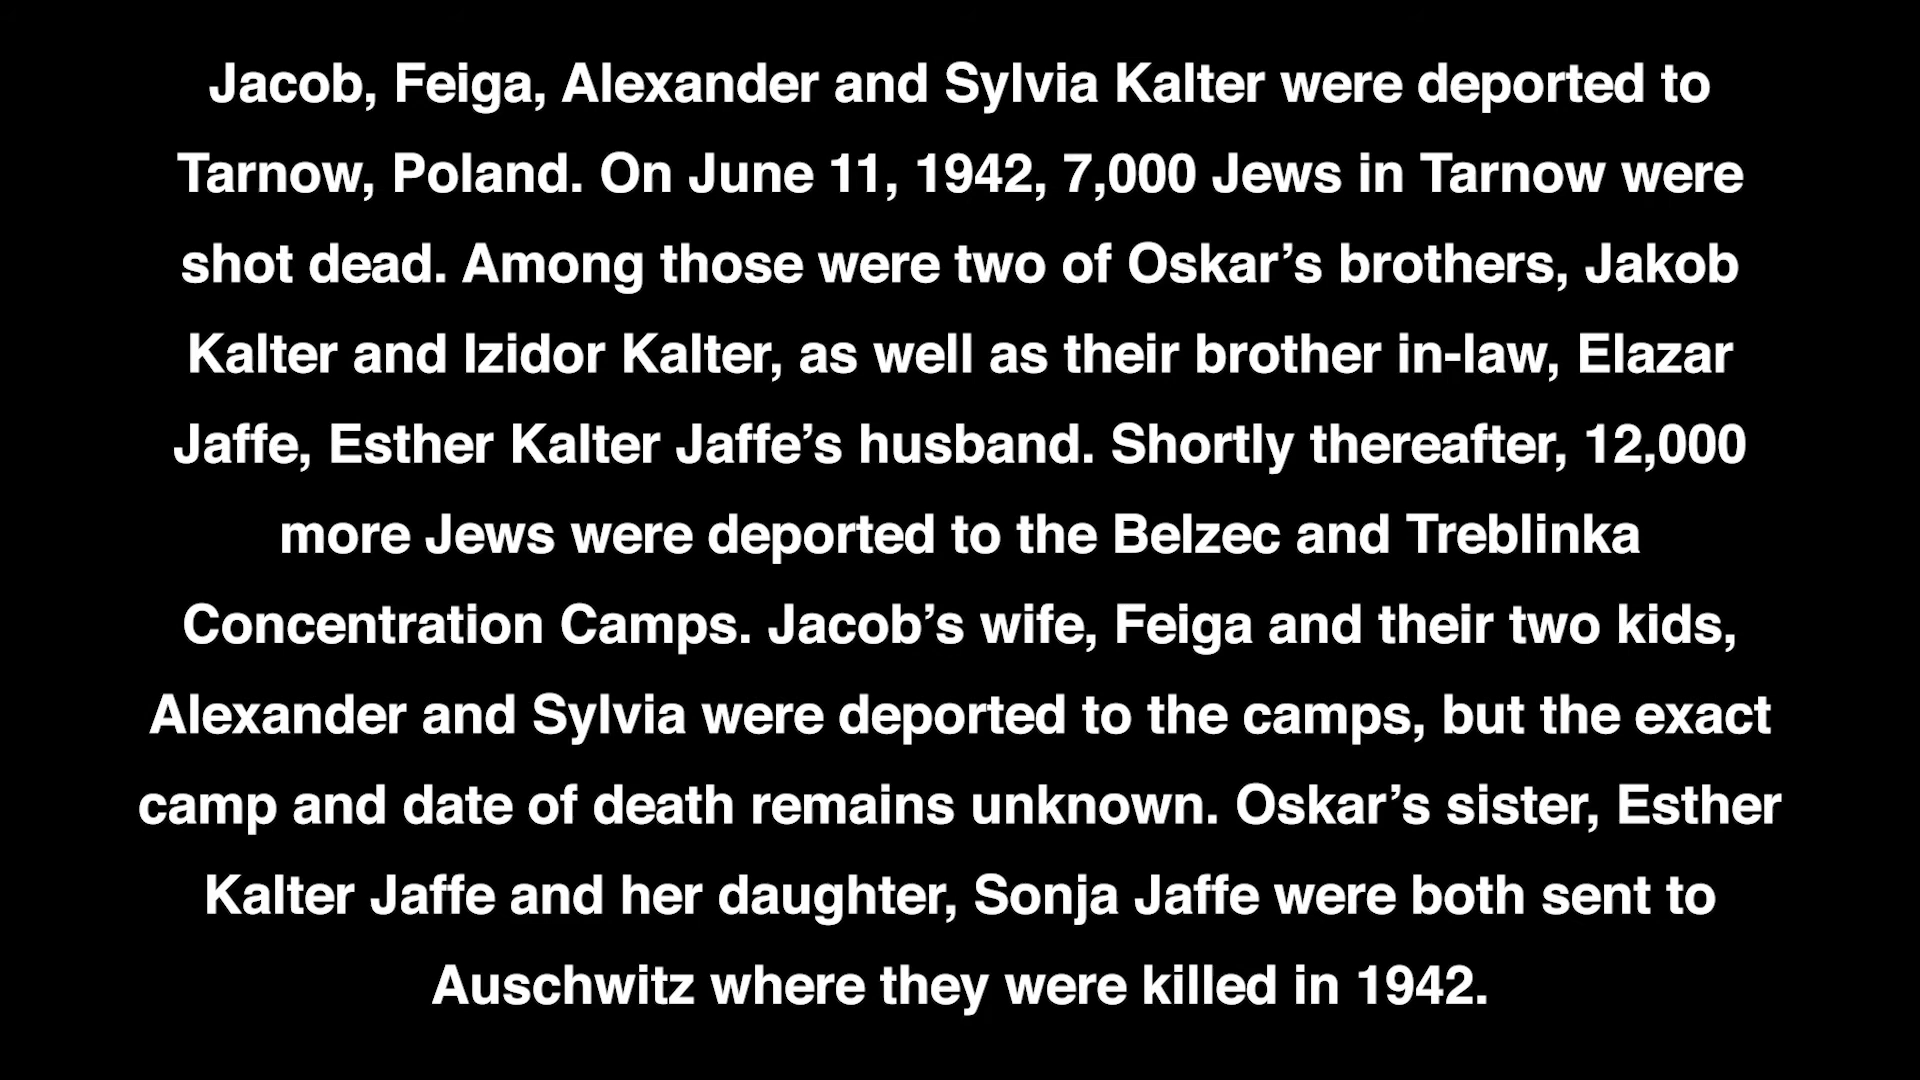 Jacob, Feiga, Alexander and Sylvia Kalter were deported to
Tarnow, Poland. On June 11, 1942, 7,000 Jews in Tarnow were
shot dead. Among those were two of Oskar’s brothers, Jakob
Kalter and Izidor Kalter, as well as their brother in-law, Elazar
Jaffe, Esther Kalter Jaffe’s husband. Shortly thereafter, 12,000
more Jews were deported to the Belzec and Treblinka
Concentration Camps. Jacob’s wife, Feiga and their two kids,
Alexander and Sylvia were deported to the camps, but the exact
camp and date of death remains unknown. Oskar’s sister, Esther
Kalter Jaffe and her daughter, Sonja Jaffe were both sent to
Auschwitz where they were killed in 1942.